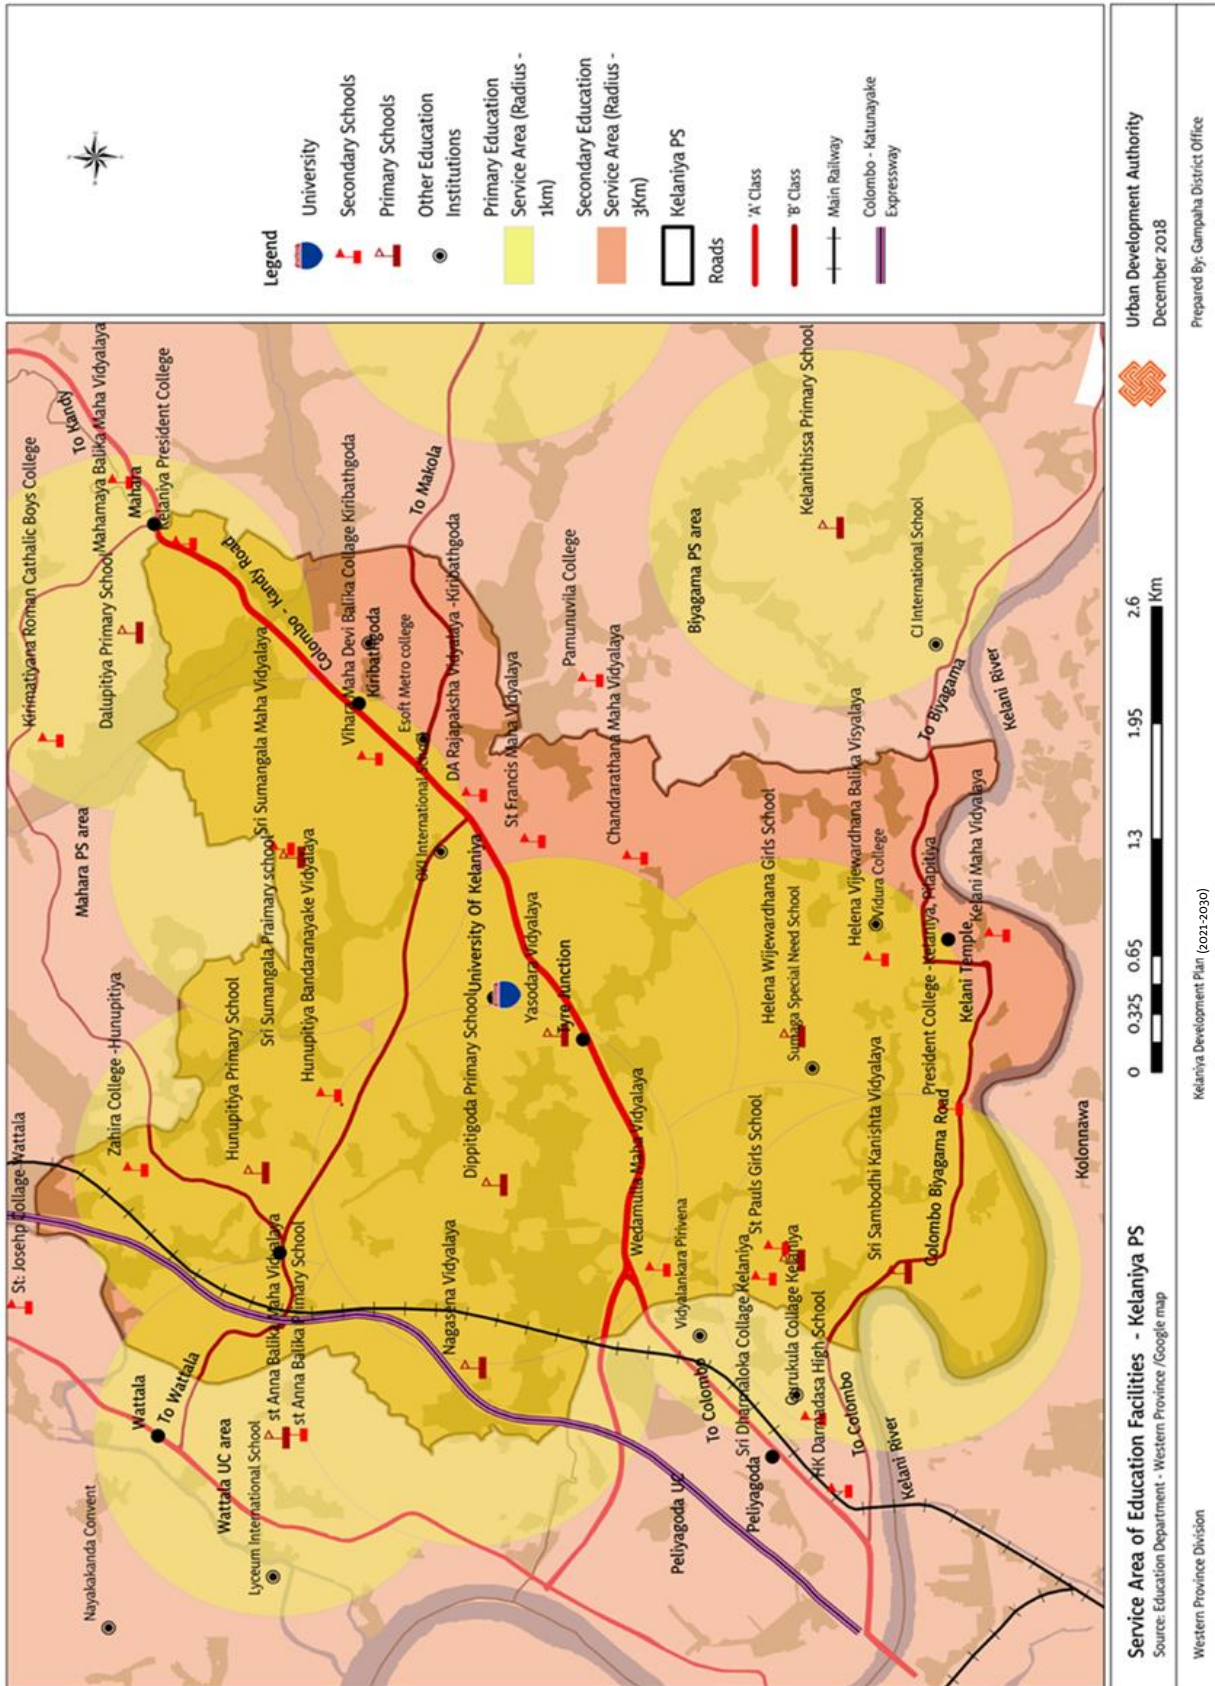 Legend
University
Secondary Schools
Primary Schools
Other Education
Institutions
Primary Education
Service Area (Radius -
1km)
Secondary Education
Service Area (Radius -
3Km)
Kelaniya PS
Roads
'A' Class
'B' Class
Main Railway
Colombo - Katunayake
Expressway
St: Josehp Collage-Wattala
Kirimatiyana Roman Cathalic Boys College
To Kandy
Mahamaya Balika Maha Vidyalaya
Mahara
Kelaniya President College
Dalupitiya Primary School
Mahara PS area
Zahira College -Hunupitiya
Nayakakanda Convent
Wattala
To Wattala
Wattala UC area
Lyceum International School
st Anna Balika Maha Vidyalaya
st Anna Balika Primary School
Hunupitiya Primary School
Sri Sumangala Praimary school
Sri Sumangala Maha Vidyalaya
Hunupitiya Bandaranayake Vidyalaya
Colombo - Kandy Road
Vihara Maha Devi Balika Collage Kiribathgoda
Kiribathgoda
Esoft Metro college
To Makola
OKI International School
DA Rajapaksha Vidyalaya -Kiribathgoda
St Francis Maha Vidyalaya
Pamunuvila College
Chandrarathana Maha Vidyalaya
University Of Kelaniya
Dippitigoda Primary School
Yasodara Vidyalaya
Tyre Junction
Nagasena Vidyalaya
Wedamulla Maha Vidyalaya
Vidyalankara Pirivena
To Colombo
Peliyagoda UC
Peliyagoda
Sri Dharmaloka Collage Kelaniya
St Pauls Girls School
Gurukula Collage Kelaniya
HK Darmadasa High School
To Colombo
Kelani River
Sri Sambodhi Kanishta Vidyalaya
Colombo Biyagama Road
Helena Wijewardhana Girls School
Sumaga Special Need School
Helena Vijewardhana Balika Visyalaya
Vidura College
President College -Kelaniya, Pilapitiya
Kelani Temple
Kelani Maha Vidyalaya
Biyagama PS area
Kelanithissa Primary School
CJ International School
To Biyagama
Kelani River
Kolonnawa
Service Area of Education Facilities - Kelaniya PS
Source: Education Department - Western Province /Google map
0 0.325 0.65 1.3 1.95 2.6
Km
Urban Development Authority
December 2018
Western Province Division
Kelaniya Development Plan (2021-2030)
Prepared By: Gampaha District Office